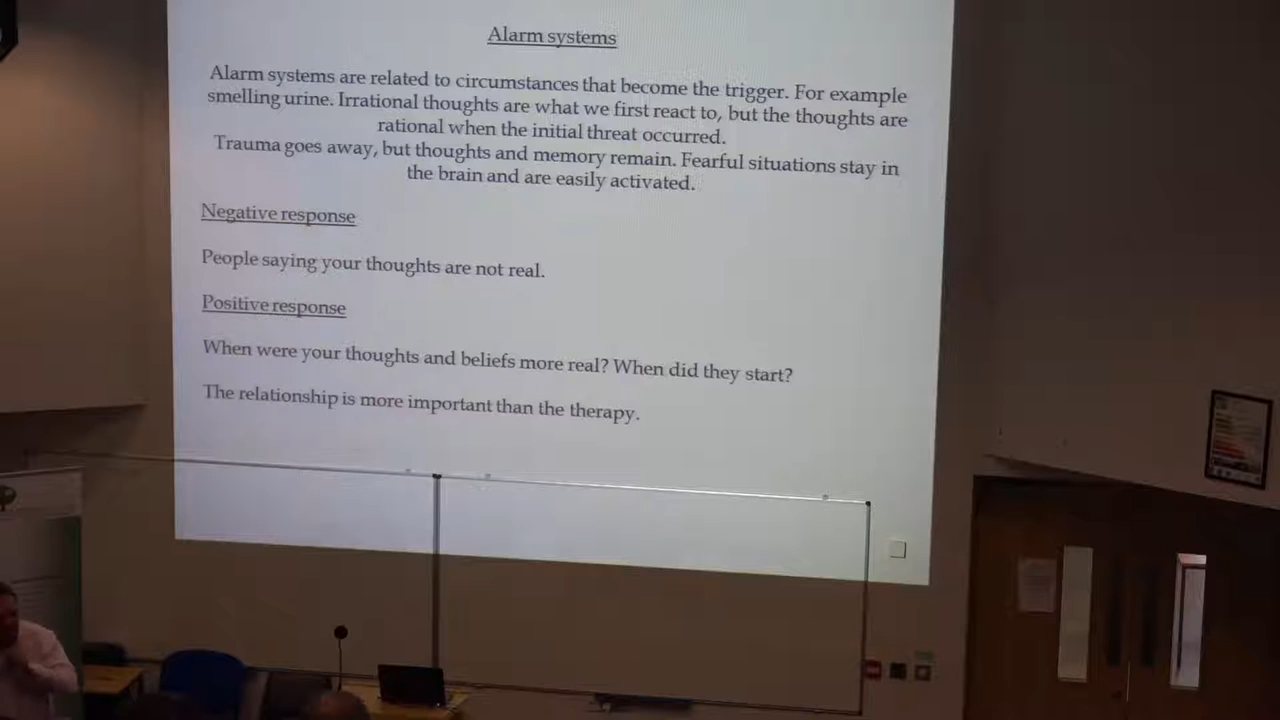 Alarm systems
Alarm systems are related to circumstances that become the trigger. For example
smelling urine. Irrational thoughts are what we first react to, but the thoughts are
rational when the initial threat occurred.
Trauma goes away, but thoughts and memory remain. Fearful situations stay in
the brain and are easily activated.
Negative response
People saying your thoughts are not real.
Positive response
When were your thoughts and beliefs more real? When did they start?
The relationship is more important than the therapy.